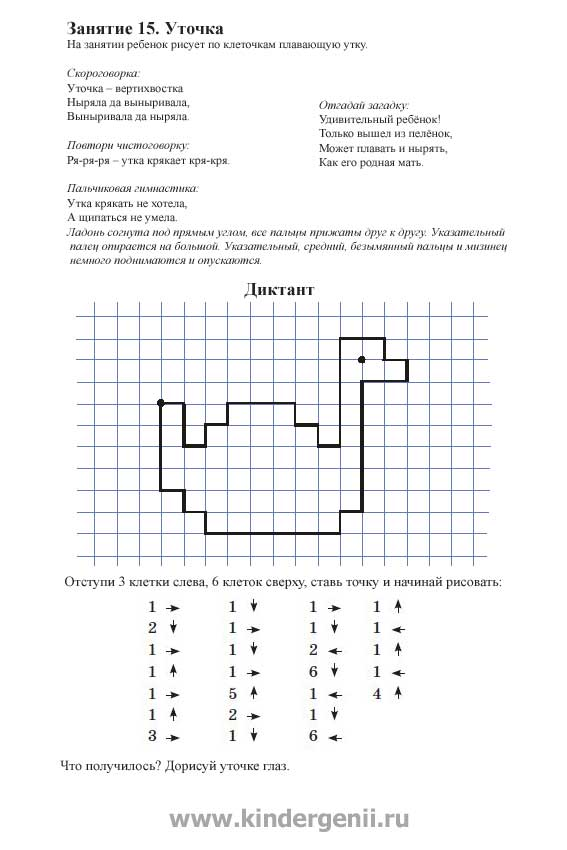 Занятие 15. Уточка
На занятии ребенок рисует по клеточкам плавающую утку.
Скороговорка:
Уточка – вертихвостка
Ныряла да выныривала,
Выныривала да ныряла.
Повтори чистоговорку:
Ря-ря-ря – утка крякает кря-кря.
Отгадай загадку:
Удивительный ребёнок!
Только вышел из пелёнок,
Может плавать и нырять,
Как его родная мать.
Пальчиковая гимнастика:
Утка крякать не хотела,
А щипаться не умела.
Ладонь согнута под прямым углом, все пальцы прижаты друг к другу. Указательный
палец опирается на большой. Указательный, средний, безымянный пальцы и мизинец
немного поднимаются и опускаются.
Диктант
Отступи 3 клетки слева, 6 клеток сверху, ставь точку и начинай рисовать:
1 → 1 ↓ 1 → 1 ↑
2 ↓ 1 → 1 ↓ 1 ←
1 → 1 ↓ 2 ← 1 ↑
1 ↑ 1 → 6 ↓ 1 ←
1 → 5 ↑ 1 ← 4 ↑
1 ↑ 2 → 1 ↓
3 → 1 ↓ 6 ←
Что получилось? Дорисуй уточке глаз.
www.kindergenii.ru